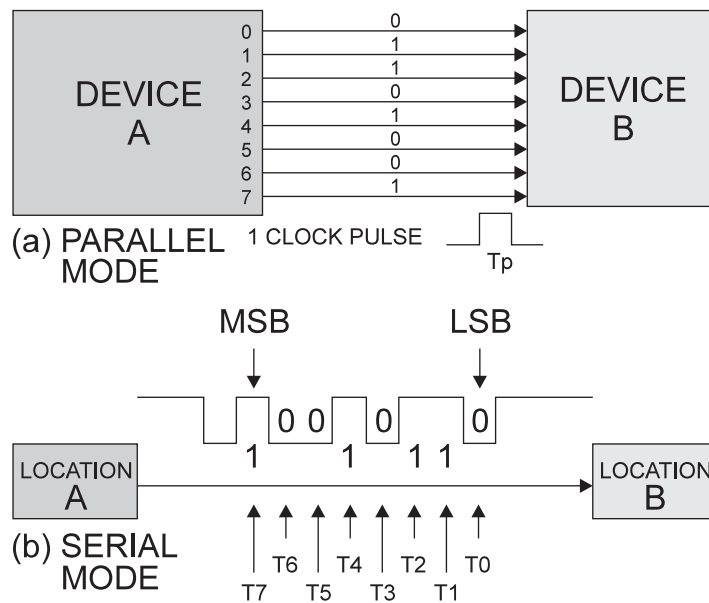 0 0
1 1
DEVICE 2 1 DEVICE
A 3 0 B
4 1
5 0
6 0
7 1
(a) PARALLEL MODE
1 CLOCK PULSE
Tp
MSB LSB
1 0 0 1 0 1 1 0
LOCATION A
LOCATION B
(b) SERIAL MODE
T7 T6 T5 T4 T3 T2 T1 T0